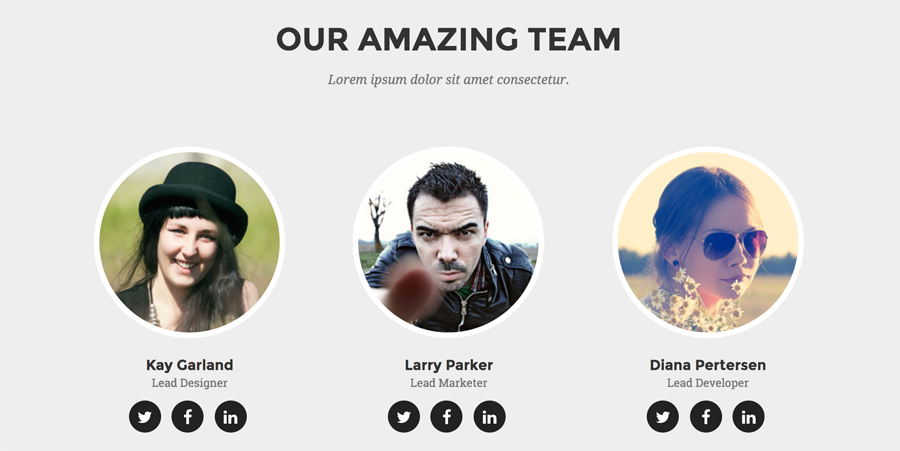 OUR AMAZING TEAM
Lorem ipsum dolor sit amet consectetur.
Kay Garland
Larry Parker
Diana Pertersen
Lead Designer
Lead Marketer
Lead Developer